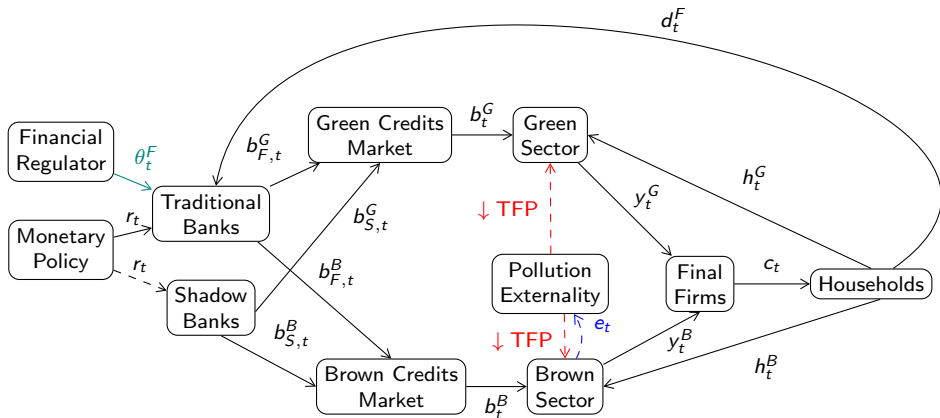 d_t^F
Financial
Regulator
θ_t^F
b_{F,t}^G
Green Credits
Market
b_t^G
Green
Sector
Traditional
Banks
r_t
Monetary
Policy
r_t
b_{S,t}^G
↓ TFP
y_t^G
h_t^G
Shadow
Banks
b_{F,t}^B
Pollution
Externality
Final
Firms
c_t
Households
b_{S,t}^B
↓ TFP
e_t
y_t^B
h_t^B
Brown Credits
Market
b_t^B
Brown
Sector